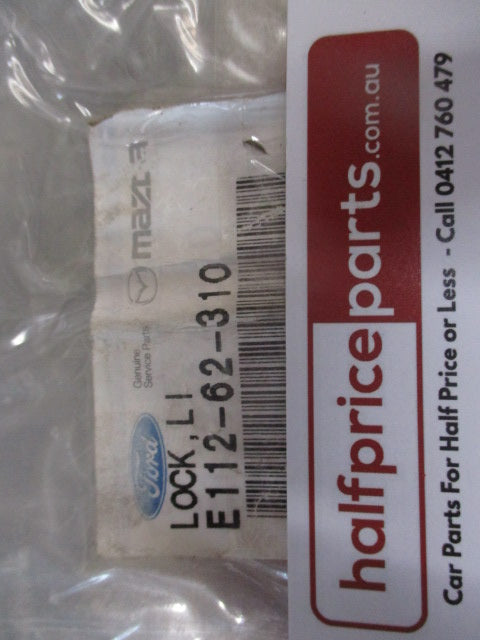 Ford
Genuine
Service Parts
mazda
LOCK, LI
E112-62-310
halfpriceparts.com.au
Car Parts For Half Price or Less - Call 0412 760 479